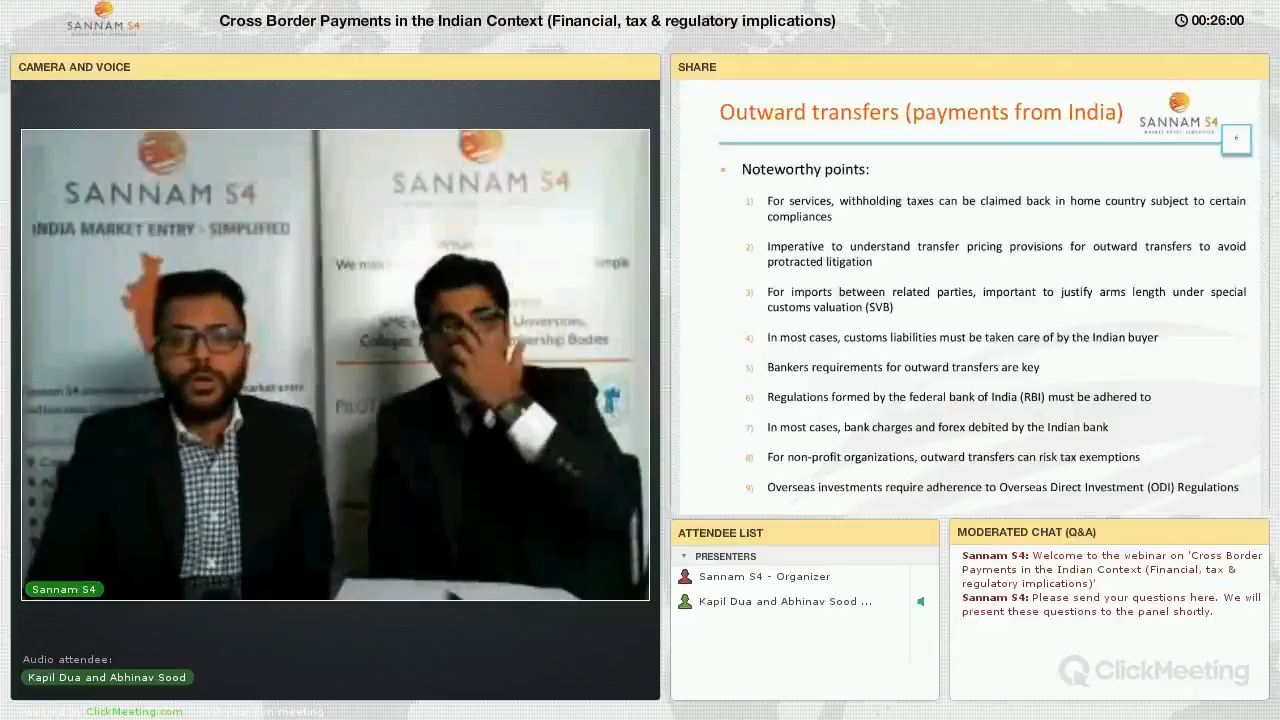 SANNAM S4
Cross Border Payments in the Indian Context (Financial, tax & regulatory implications)
00:26:00
CAMERA AND VOICE
SANNAM S4
INDIA MARKET ENTRY - SIMPLIFIED
SANNAM S4
Universities,
Sannam S4
Audio attendee:
Kapil Dua and Abhinav Sood
ClickMeeting.com
SHARE
Outward transfers (payments from India)
SANNAM S4
6
Noteworthy points:
1) For services, withholding taxes can be claimed back in home country subject to certain
compliances
2) Imperative to understand transfer pricing provisions for outward transfers to avoid
protracted litigation
3) For imports between related parties, important to justify arms length under special
customs valuation (SVB)
4) In most cases, customs liabilities must be taken care of by the Indian buyer
5) Bankers requirements for outward transfers are key
6) Regulations formed by the federal bank of India (RBI) must be adhered to
7) In most cases, bank charges and forex debited by the Indian bank
8) For non-profit organizations, outward transfers can risk tax exemptions
9) Overseas investments require adherence to Overseas Direct Investment (ODI) Regulations
ATTENDEE LIST
PRESENTERS
Sannam S4 - Organizer
Kapil Dua and Abhinav Sood ...
MODERATED CHAT (Q&A)
Sannam S4: Welcome to the webinar on 'Cross Border
Payments in the Indian Context (Financial, tax &
regulatory implications)'
Sannam S4: Please send your questions here. We will
present these questions to the panel shortly.
ClickMeeting